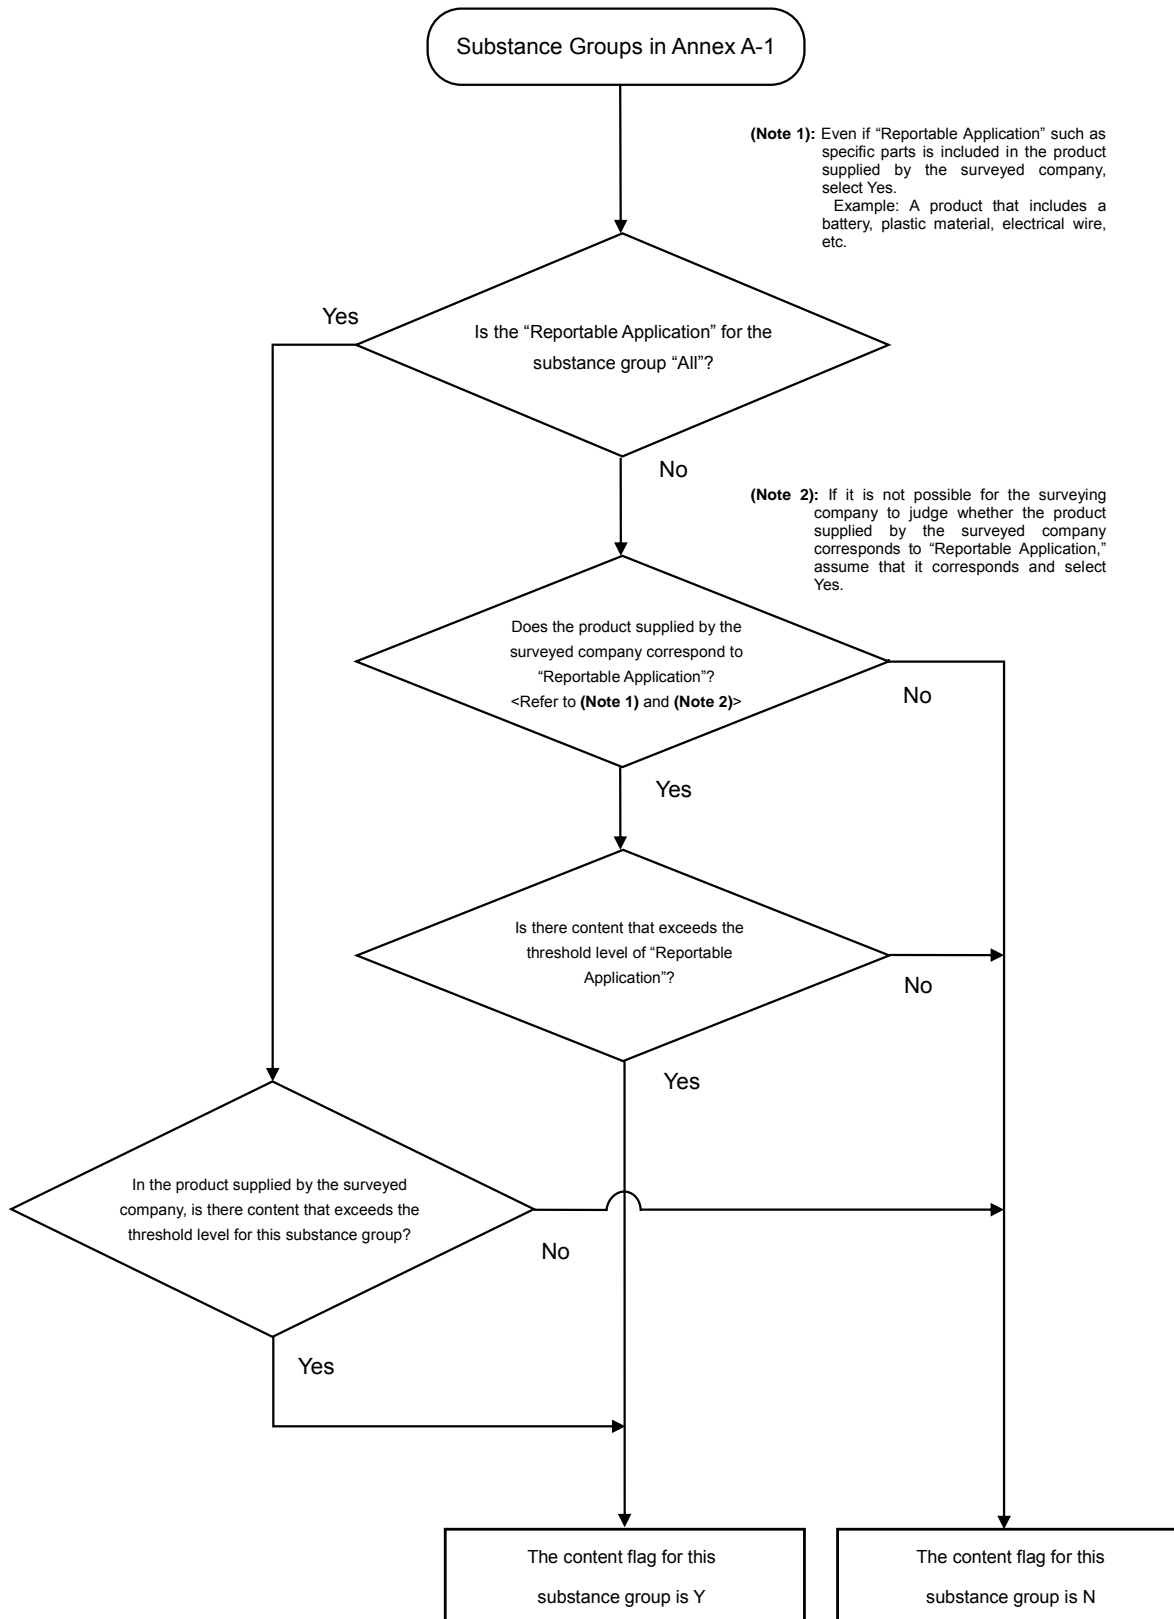 Substance Groups in Annex A-1
(Note 1): Even if “Reportable Application” such as
specific parts is included in the product
supplied by the surveyed company,
select Yes.
Example: A product that includes a
battery, plastic material, electrical wire,
etc.
Yes
Is the “Reportable Application” for the
substance group “All”?
No
(Note 2): If it is not possible for the surveying
company to judge whether the product
supplied by the surveyed company
corresponds to “Reportable Application,”
assume that it corresponds and select
Yes.
Does the product supplied by the
surveyed company correspond to
“Reportable Application”?
<Refer to (Note 1) and (Note 2)>
No
Yes
Is there content that exceeds the
threshold level of “Reportable
Application”?
No
Yes
In the product supplied by the surveyed
company, is there content that exceeds the
threshold level for this substance group?
No
Yes
The content flag for this
substance group is Y
The content flag for this
substance group is N